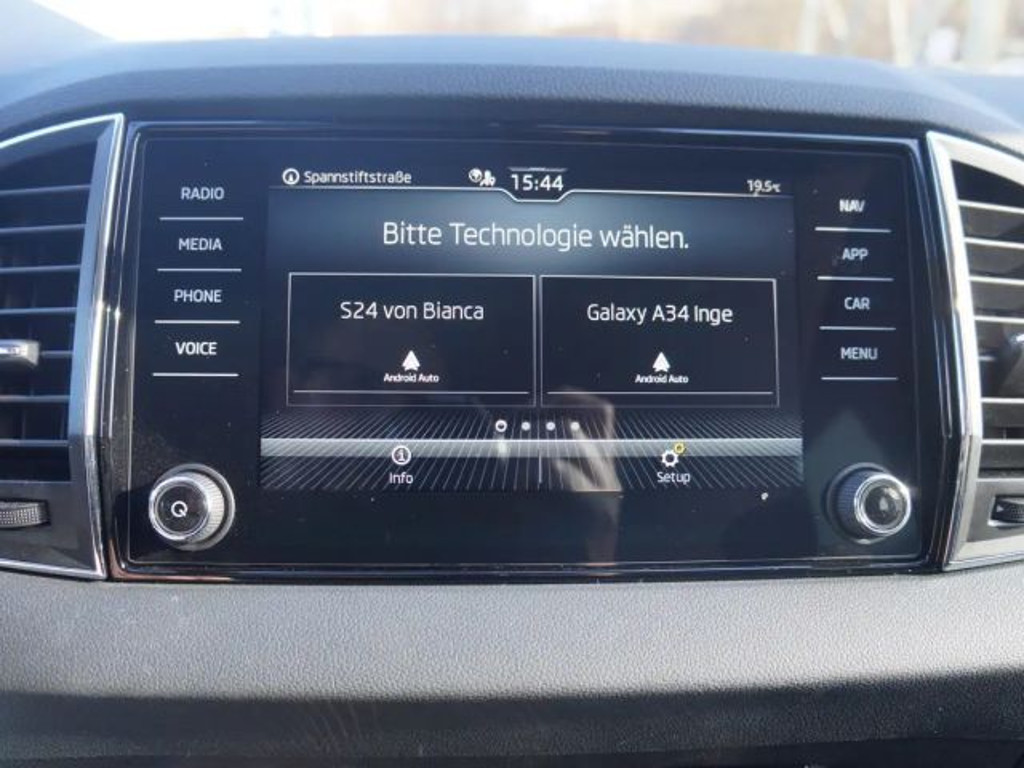 Spannstiftstraße
15:44
19.5°C
RADIO
MEDIA
PHONE
VOICE
Bitte Technologie wählen.
S24 von Bianca
Android Auto
Galaxy A34 Inge
Android Auto
Info
Setup
NAV
APP
CAR
MENU